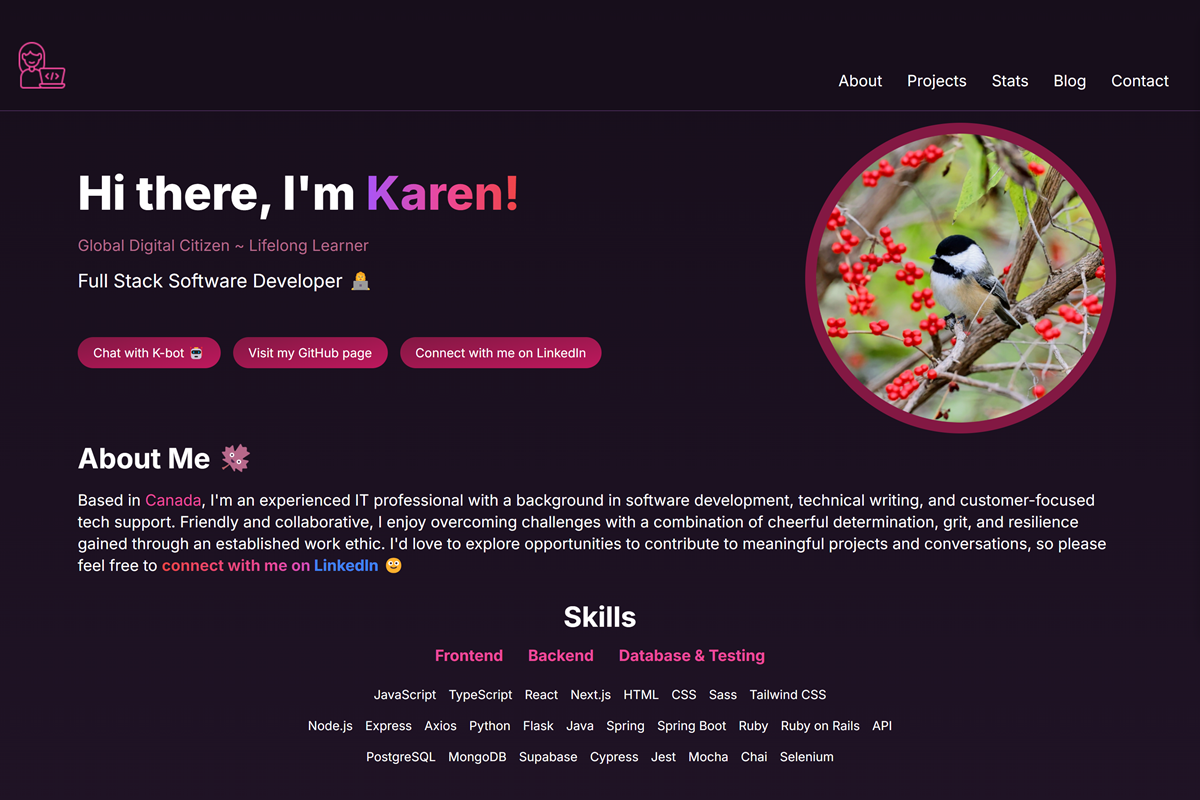 </>
About Projects Stats Blog Contact
Hi there, I'm Karen!
Global Digital Citizen ~ Lifelong Learner
Full Stack Software Developer 👩‍💻
Chat with K-bot 🤖 Visit my GitHub page Connect with me on LinkedIn
About Me
Based in Canada, I'm an experienced IT professional with a background in software development, technical writing, and customer-focused
tech support. Friendly and collaborative, I enjoy overcoming challenges with a combination of cheerful determination, grit, and resilience
gained through an established work ethic. I'd love to explore opportunities to contribute to meaningful projects and conversations, so please
feel free to connect with me on LinkedIn 🙂
Skills
Frontend Backend Database & Testing
JavaScript TypeScript React Next.js HTML CSS Sass Tailwind CSS
Node.js Express Axios Python Flask Java Spring Spring Boot Ruby Ruby on Rails API
PostgreSQL MongoDB Supabase Cypress Jest Mocha Chai Selenium